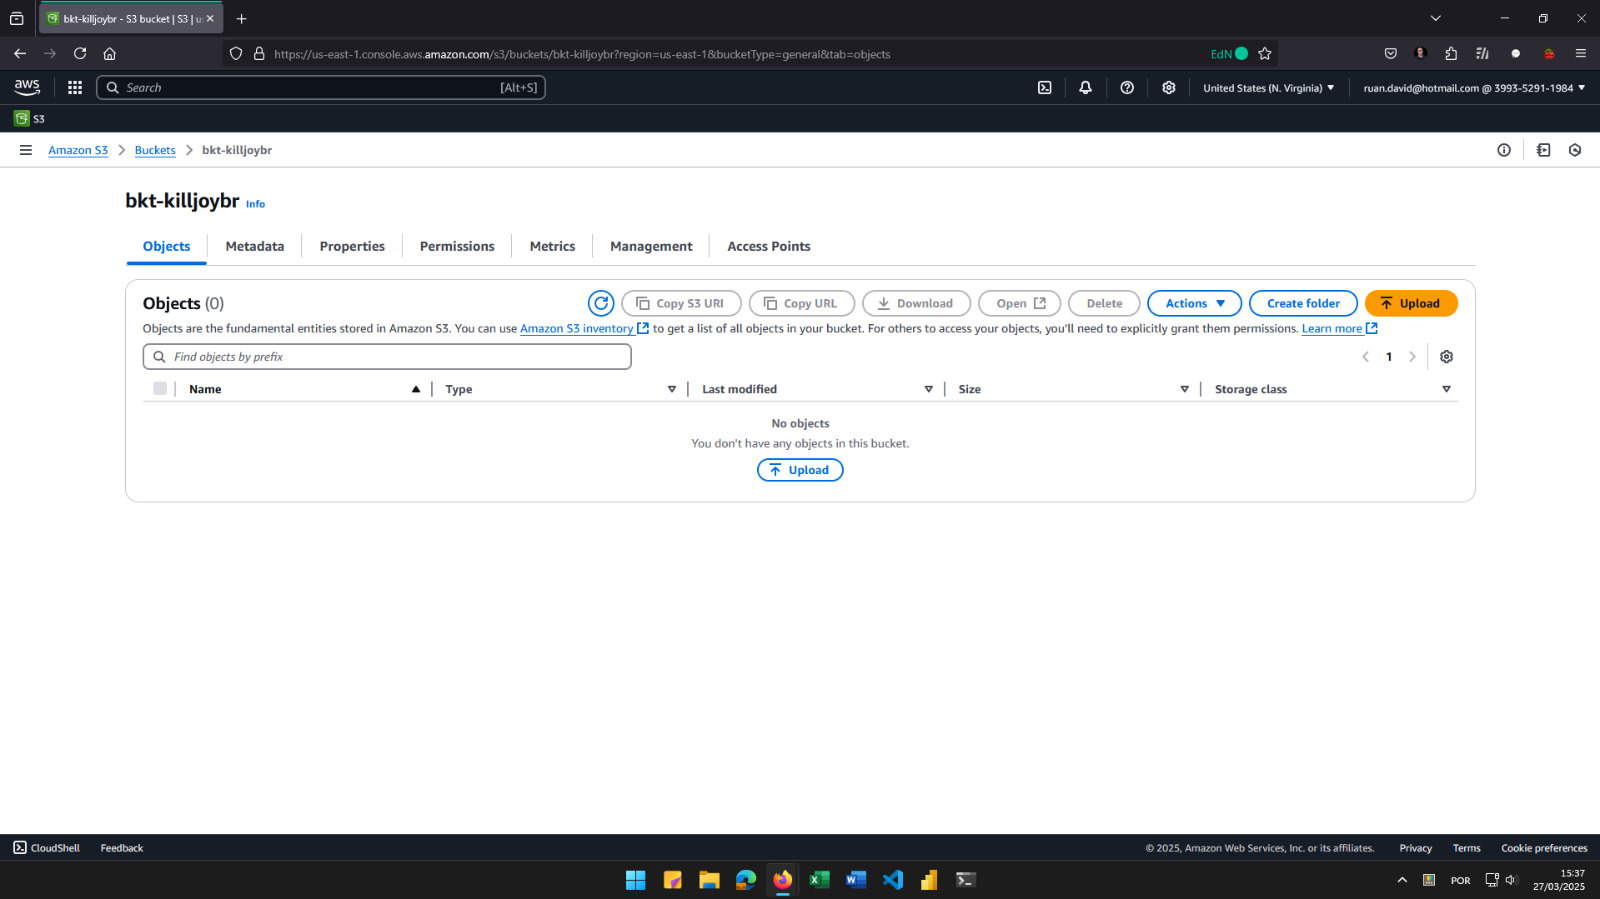 bkt-killjoybr - S3 bucket | S3 | u
https://us-east-1.console.aws.amazon.com/s3/buckets/bkt-killjoybr?region=us-east-1&bucketType=general&tab=objects
EdN
aws
Search
[Alt+S]
United States (N. Virginia)
ruan.david@hotmail.com @ 3993-5291-1984
S3
Amazon S3
Buckets
bkt-killjoybr
bkt-killjoybr Info
Objects
Metadata
Properties
Permissions
Metrics
Management
Access Points
Objects (0)
Copy S3 URI
Copy URL
Download
Open
Delete
Actions
Create folder
Upload
Objects are the fundamental entities stored in Amazon S3. You can use Amazon S3 inventory to get a list of all objects in your bucket. For others to access your objects, you'll need to explicitly grant them permissions. Learn more
Find objects by prefix
1
Name
Type
Last modified
Size
Storage class
No objects
You don't have any objects in this bucket.
Upload
CloudShell
Feedback
© 2025, Amazon Web Services, Inc. or its affiliates.
Privacy
Terms
Cookie preferences
POR
15:37
27/03/2025